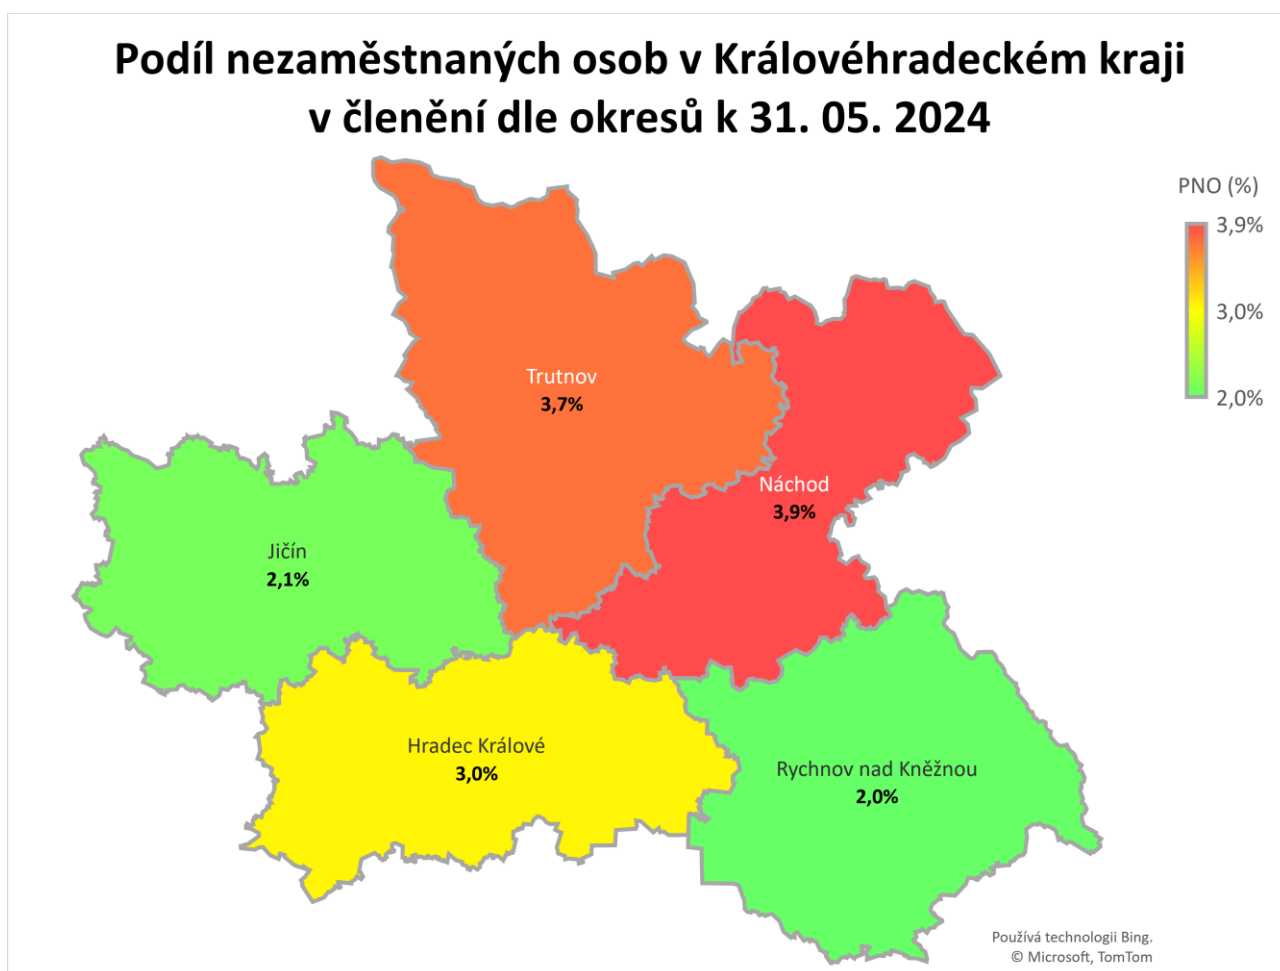 Podíl nezaměstnaných osob v Královéhradeckém kraji
v členění dle okresů k 31. 05. 2024
PNO (%)
3,9%
3,0%
2,0%
Trutnov
3,7%
Náchod
3,9%
Jičín
2,1%
Hradec Králové
3,0%
Rychnov nad Kněžnou
2,0%
Používá technologii Bing.
© Microsoft, TomTom